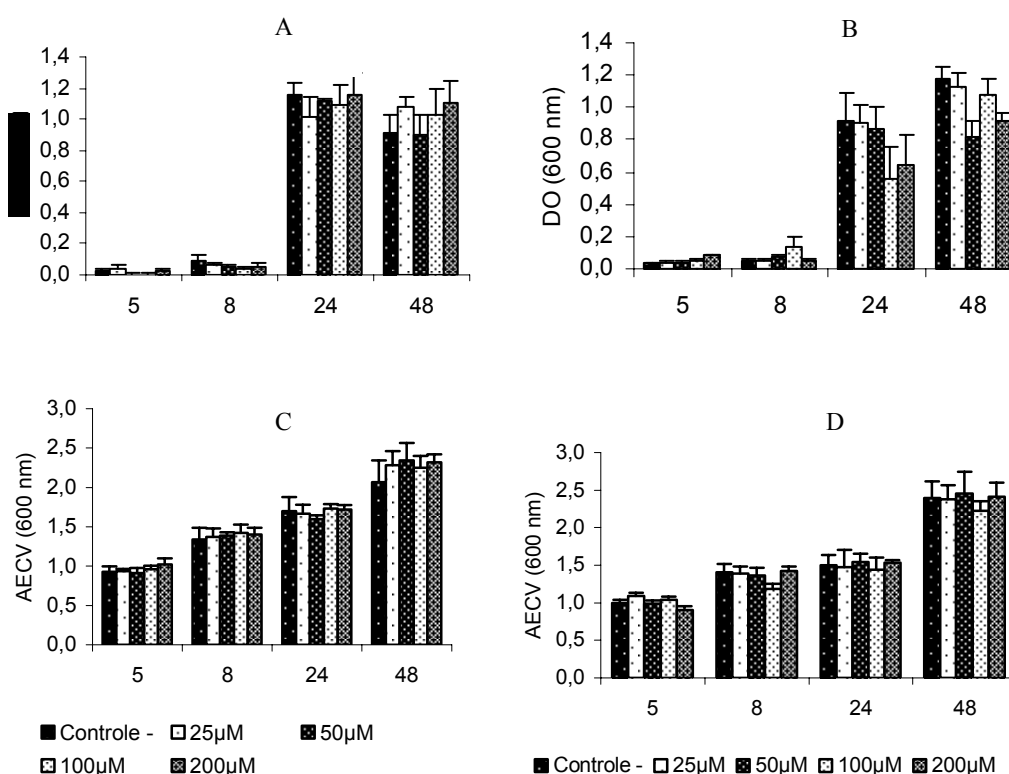 A
1,4
1,2
1,0
0,8
0,6
0,4
0,2
0,0
5 8 24 48
B
DO (600 nm)
1,4
1,2
1,0
0,8
0,6
0,4
0,2
0,0
5 8 24 48
C
AECV (600 nm)
3,0
2,5
2,0
1,5
1,0
0,5
0,0
5 8 24 48
Controle - 25µM 50µM
100µM 200µM
D
AECV (600 nm)
3,0
2,5
2,0
1,5
1,0
0,5
0,0
5 8 24 48
Controle - 25µM 50µM 100µM 200µM